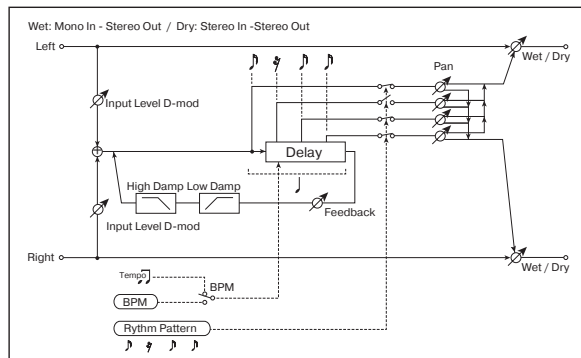 Wet: Mono In - Stereo Out / Dry: Stereo In -Stereo Out
Left
Wet / Dry
Pan
Input Level D-mod
Delay
High Damp Low Damp
Feedback
Input Level D-mod
Right
Wet / Dry
Tempo
BPM
BPM
Rythm Pattern